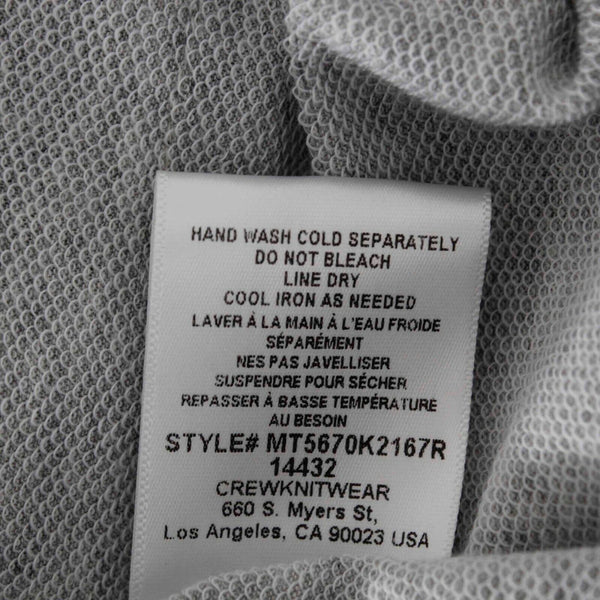 HAND WASH COLD SEPARATELY
DO NOT BLEACH
LINE DRY
COOL IRON AS NEEDED
LAVER À LA MAIN À L'EAU FROIDE
SÉPARÉMENT
NES PAS JAVELLISER
SUSPENDRE POUR SÉCHER
REPASSER À BASSE TEMPÉRATURE
AU BESOIN
STYLE# MT5670K2167R
14432
CREWKNITWEAR
660 S. Myers St,
Los Angeles, CA 90023 USA